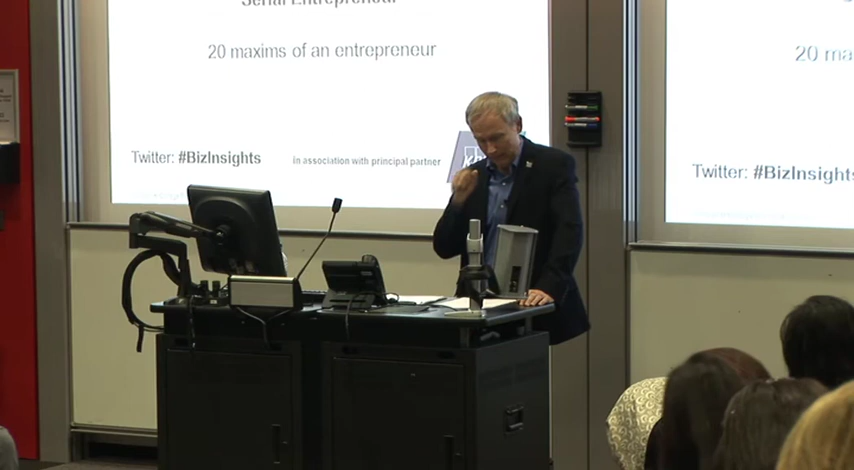 Serial Entrepreneur
20 maxims of an entrepreneur
Twitter: #BizInsights
in association with principal partner
20 ma
Twitter: #BizInsights